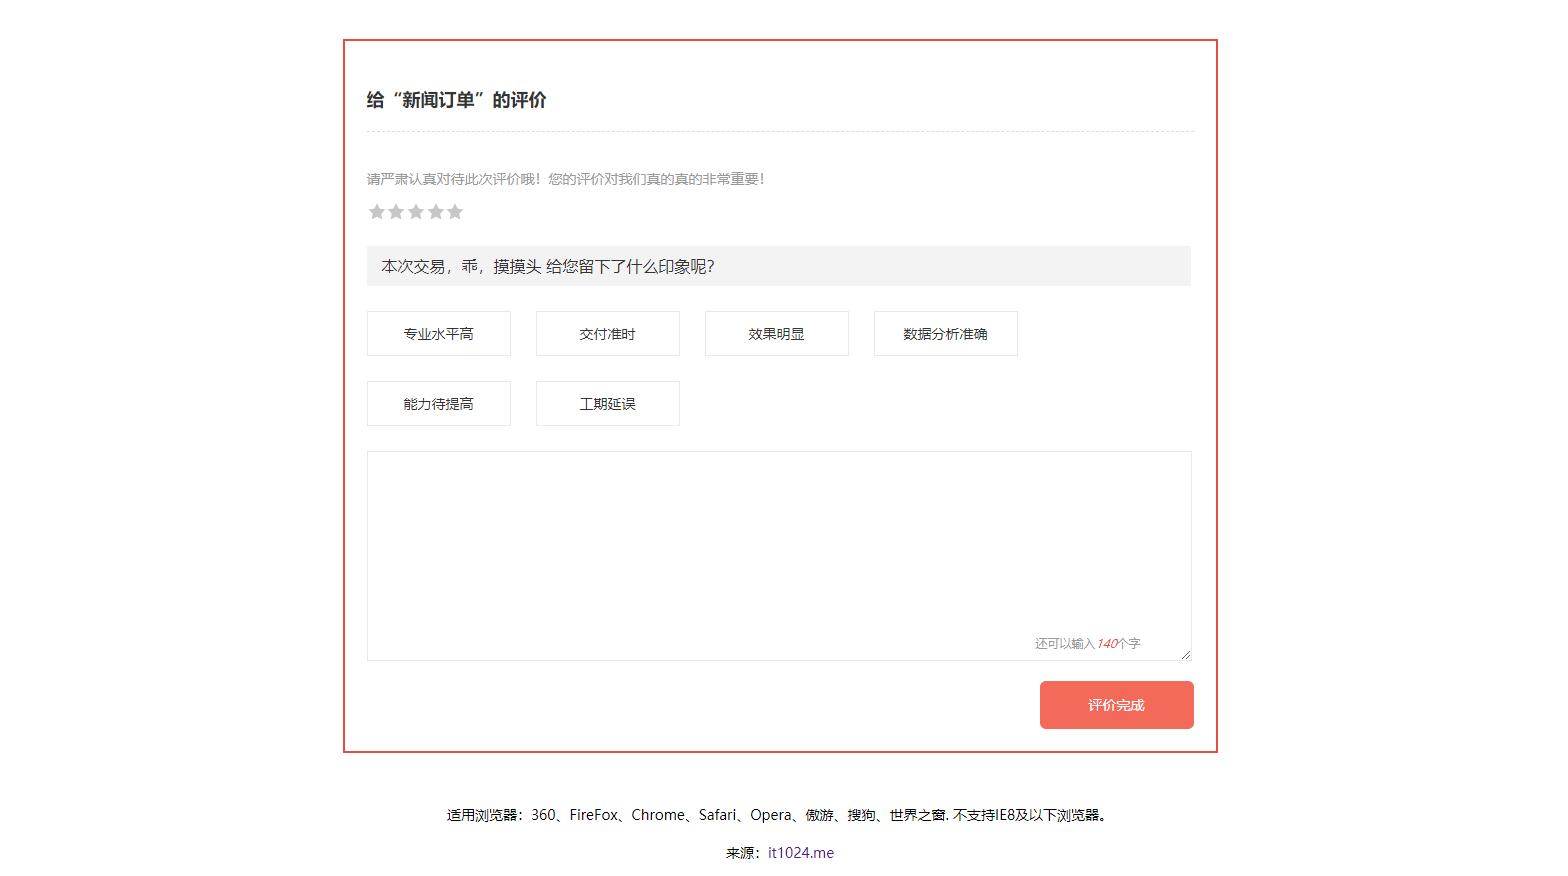 给“新闻订单”的评价
请严肃认真对待此次评价哦！您的评价对我们真的真的非常重要！
本次交易，乖，摸摸头 给您留下了什么印象呢？
专业水平高 交付准时 效果明显 数据分析准确
能力待提高 工期延误
还可以输入140个字
评价完成
适用浏览器：360、FireFox、Chrome、Safari、Opera、傲游、搜狗、世界之窗. 不支持IE8及以下浏览器。
来源：it1024.me